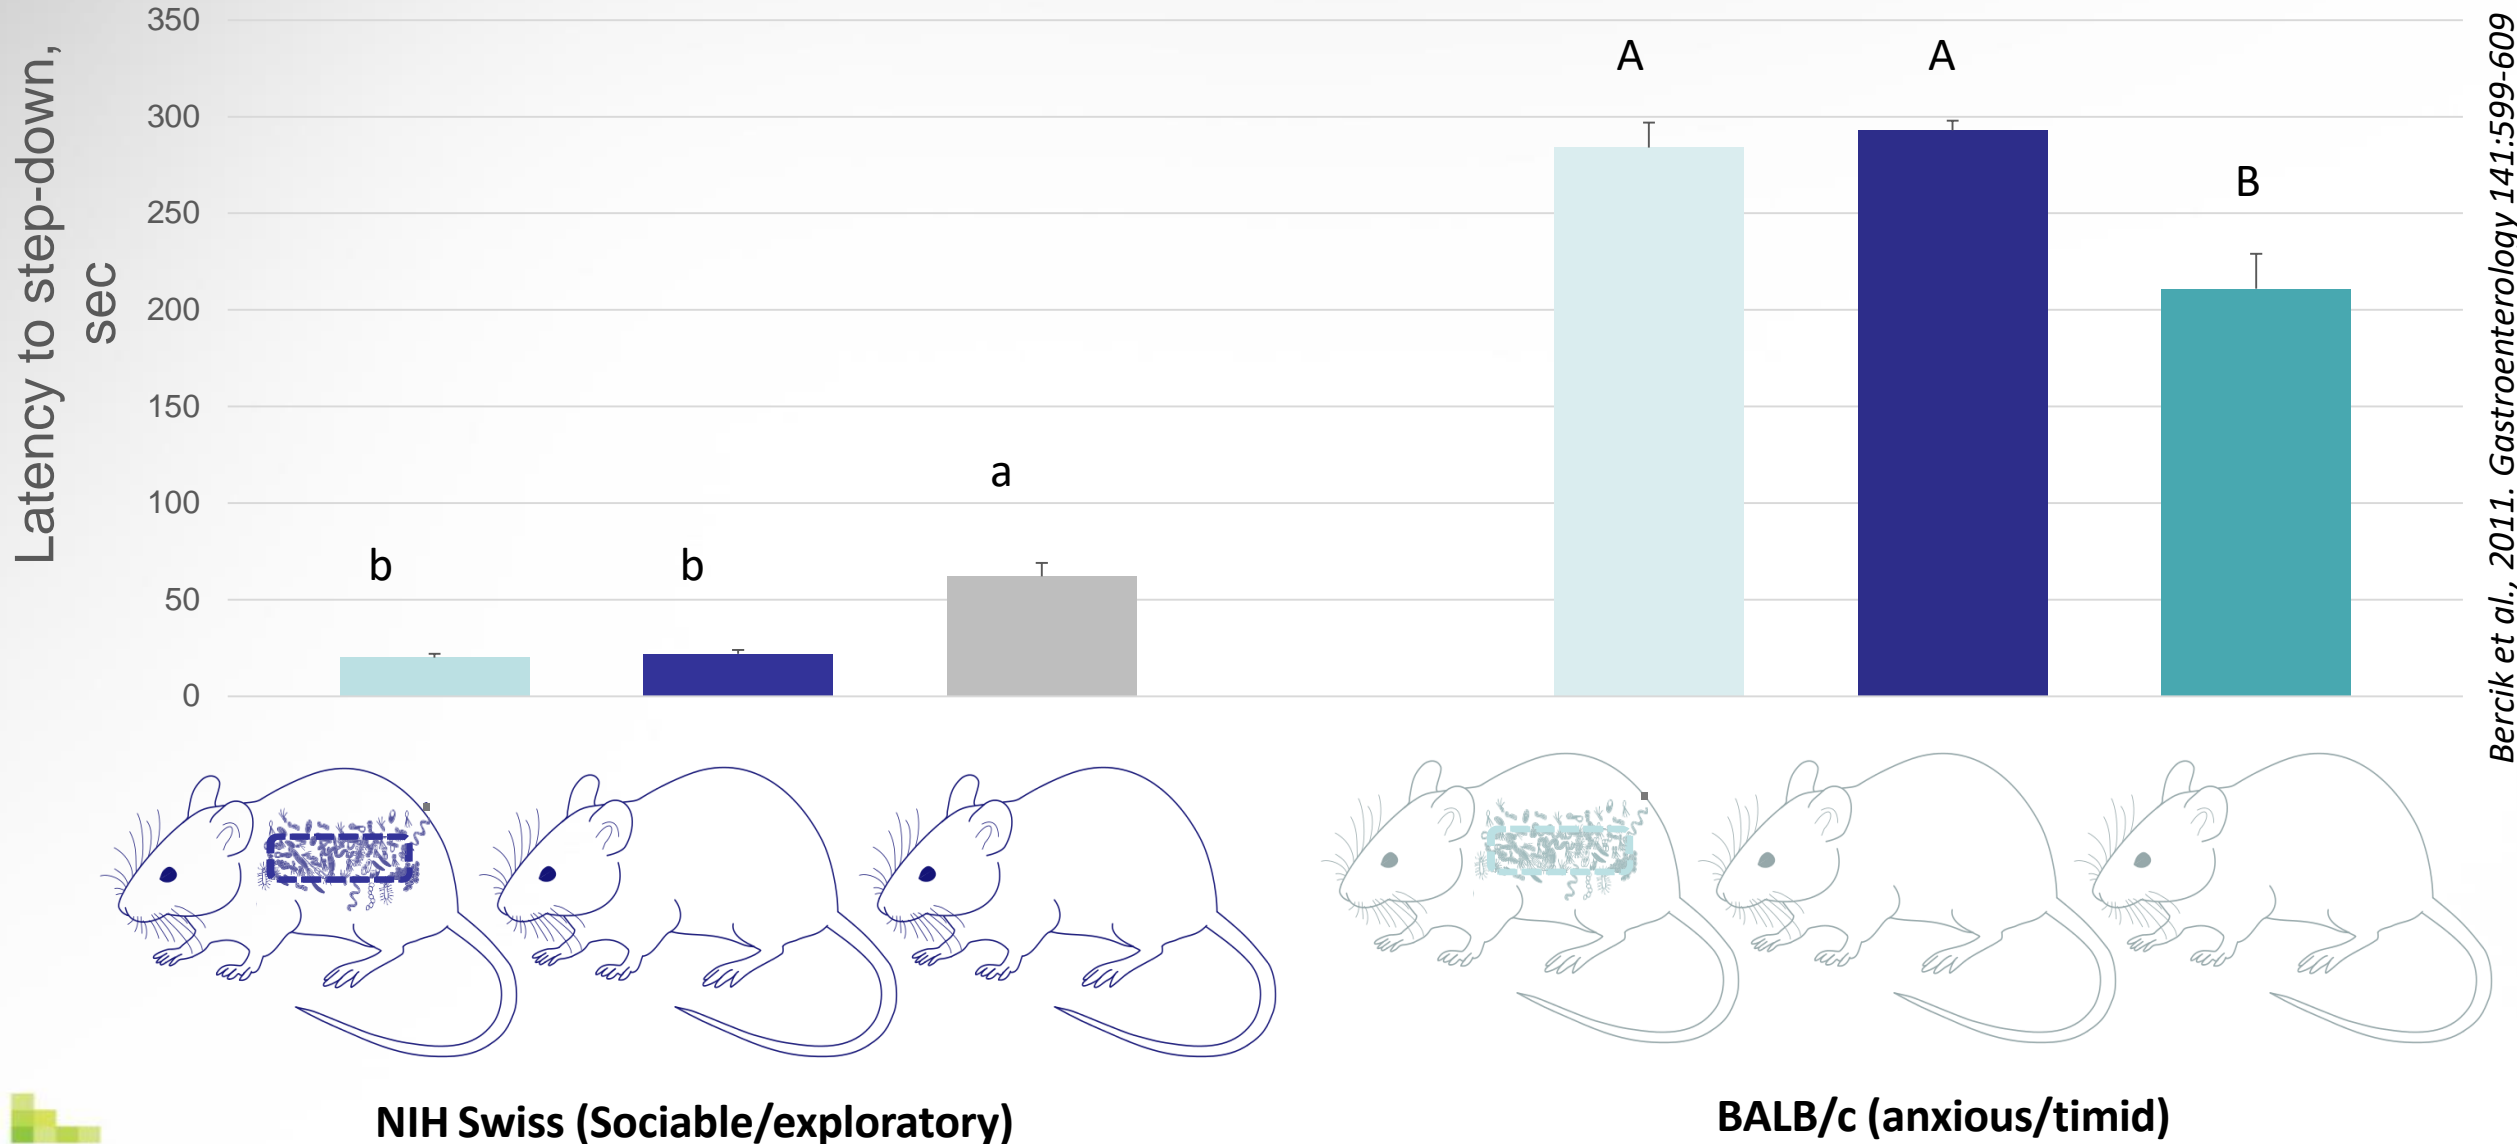 Latency to step-down,
sec
350
300
250
200
150
100
50
0
b
b
a
A
A
B
NIH Swiss (Sociable/exploratory)
BALB/c (anxious/timid)
Bercik et al., 2011. Gastroenterology 141:599-609